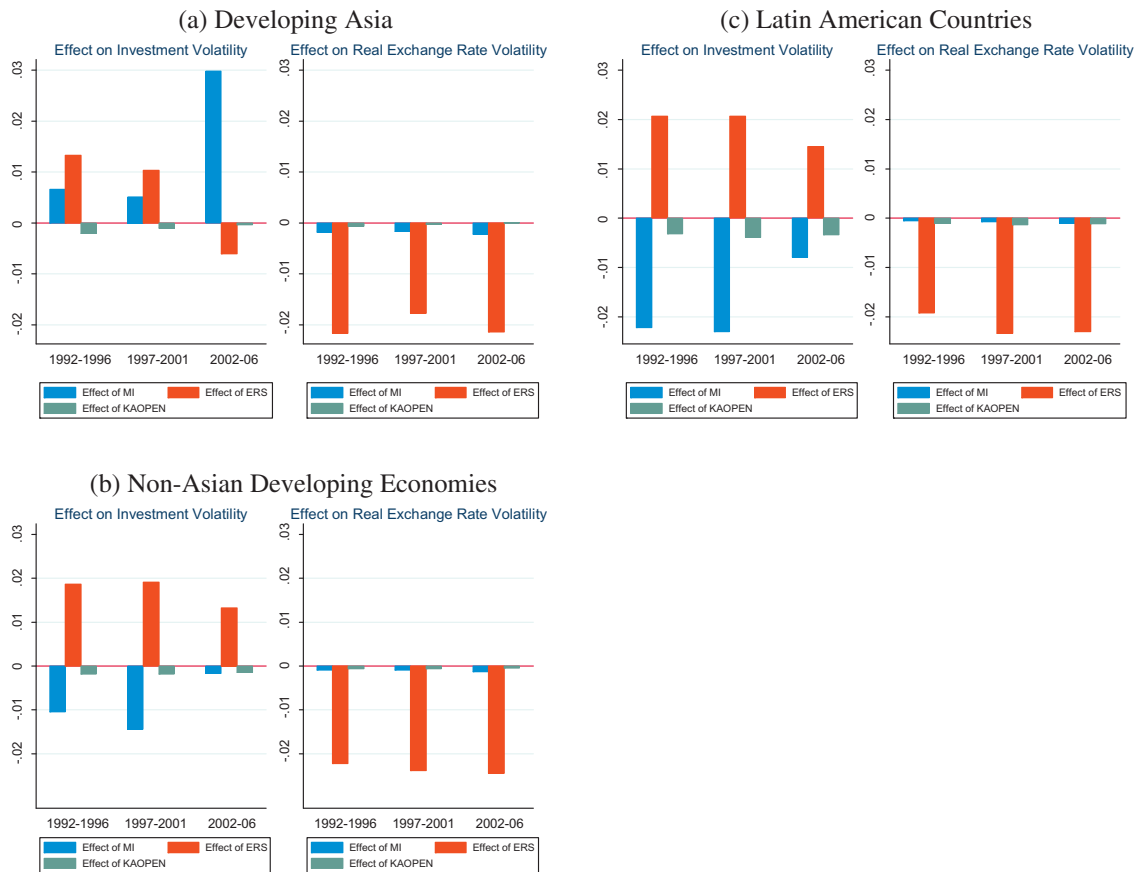 (a) Developing Asia
Effect on Investment Volatility
.03
.02
.01
0
-.01
-.02
1992-1996 1997-2001 2002-06
Effect on Real Exchange Rate Volatility
.03
.02
.01
0
-.01
-.02
1992-1996 1997-2001 2002-06
Effect of MI Effect of ERS
Effect of KAOPEN
Effect of MI Effect of ERS
Effect of KAOPEN
(c) Latin American Countries
Effect on Investment Volatility
.03
.02
.01
0
-.01
-.02
1992-1996 1997-2001 2002-06
Effect on Real Exchange Rate Volatility
.03
.02
.01
0
-.01
-.02
1992-1996 1997-2001 2002-06
Effect of MI Effect of ERS
Effect of KAOPEN
Effect of MI Effect of ERS
Effect of KAOPEN
(b) Non-Asian Developing Economies
Effect on Investment Volatility
.03
.02
.01
0
-.01
-.02
1992-1996 1997-2001 2002-06
Effect on Real Exchange Rate Volatility
.03
.02
.01
0
-.01
-.02
1992-1996 1997-2001 2002-06
Effect of MI Effect of ERS
Effect of KAOPEN
Effect of MI Effect of ERS
Effect of KAOPEN